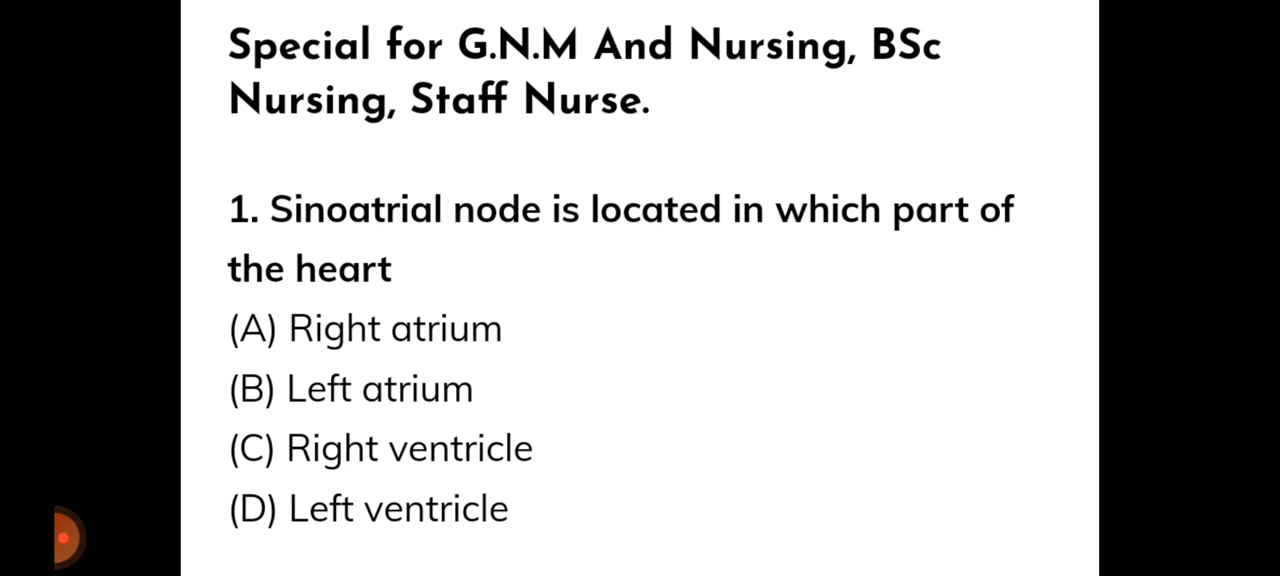 Special for G.N.M And Nursing, BSc
Nursing, Staff Nurse.
1. Sinoatrial node is located in which part of
the heart
(A) Right atrium
(B) Left atrium
(C) Right ventricle
(D) Left ventricle